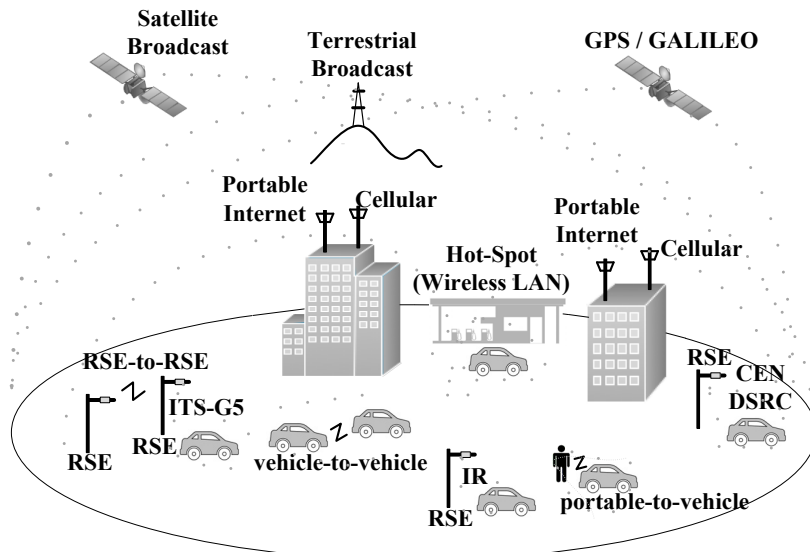 Satellite
Broadcast
Terrestrial
Broadcast
GPS / GALILEO
Portable
Internet
Cellular
Portable
Internet
Cellular
Hot-Spot
(Wireless LAN)
RSE-to-RSE
ITS-G5
RSE
RSE
vehicle-to-vehicle
IR
RSE
portable-to-vehicle
RSE
CEN
DSRC